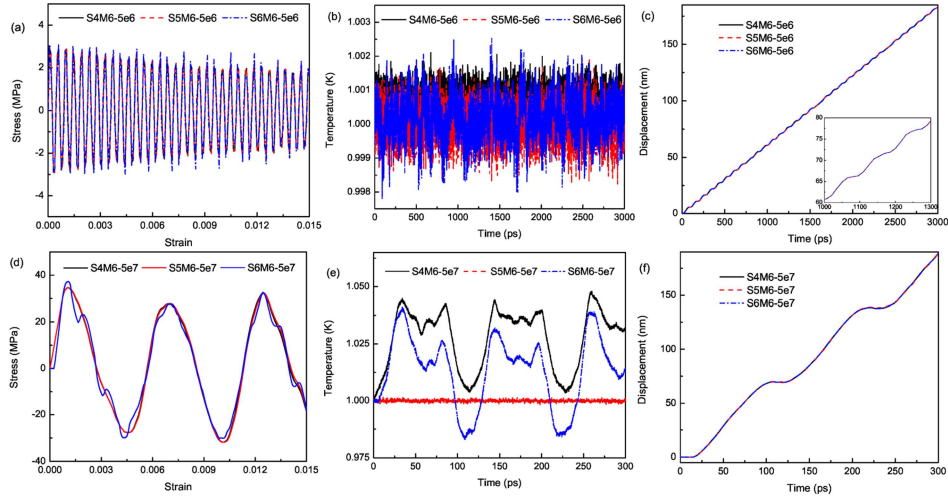 (a)
S4M6-5e6 S5M6-5e6 S6M6-5e6
Stress (MPa)
4
2
0
-2
-4
0.000 0.003 0.006 0.009 0.012 0.015
Strain
(b)
S4M6-5e6 S5M6-5e6 S6M6-5e6
Temperature (K)
1.003
1.002
1.001
1.000
0.999
0.998
0 500 1000 1500 2000 2500 3000
Time (ps)
(c)
S4M6-5e6
S5M6-5e6
S6M6-5e6
Displacement (nm)
175
150
125
100
75
50
25
0
0 500 1000 1500 2000 2500 3000
Time (ps)
80
75
70
65
60
1000 1100 1200 1300
(d)
S4M6-5e7 S5M6-5e7 S6M6-5e7
Stress (MPa)
40
20
0
-20
-40
0.000 0.003 0.006 0.009 0.012 0.015
Strain
(e)
S4M6-5e7 S5M6-5e7 S6M6-5e7
Temperature (K)
1.050
1.025
1.000
0.975
0 50 100 150 200 250 300
Time (ps)
(f)
S4M6-5e7
S5M6-5e7
S6M6-5e7
Displacement (nm)
150
100
50
0
0 50 100 150 200 250 300
Time (ps)